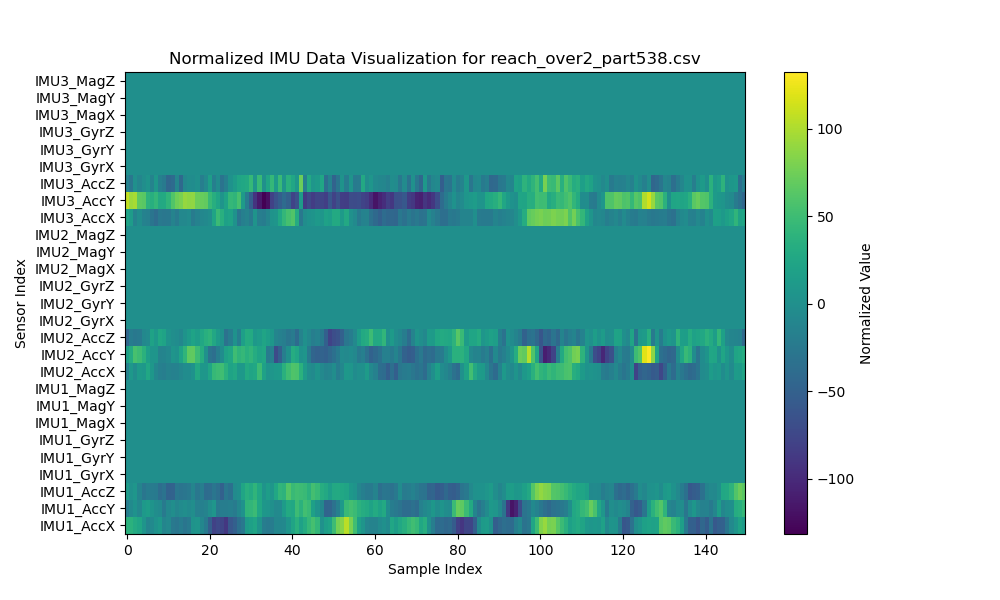 Normalized IMU Data Visualization for reach_over2_part538.csv
IMU3_MagZ
IMU3_MagY
IMU3_MagX
IMU3_GyrZ
IMU3_GyrY
IMU3_GyrX
IMU3_AccZ
IMU3_AccY
IMU3_AccX
IMU2_MagZ
IMU2_MagY
IMU2_MagX
IMU2_GyrZ
IMU2_GyrY
IMU2_GyrX
IMU2_AccZ
IMU2_AccY
IMU2_AccX
IMU1_MagZ
IMU1_MagY
IMU1_MagX
IMU1_GyrZ
IMU1_GyrY
IMU1_GyrX
IMU1_AccZ
IMU1_AccY
IMU1_AccX
Sensor Index
0 20 40 60 80 100 120 140
Sample Index
100
50
0
−50
−100
Normalized Value